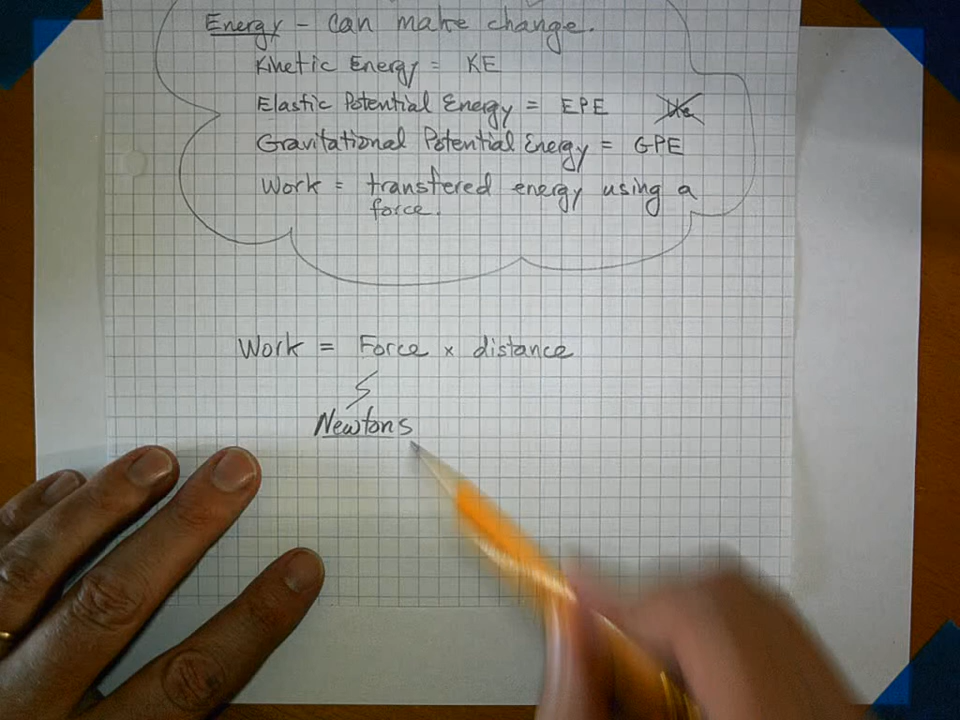 Energy - can make change.
Kinetic Energy = KE
Elastic Potential Energy = EPE
Gravitational Potential Energy = GPE
Work = transfered energy using a
force.
Work = Force x distance
Newtons